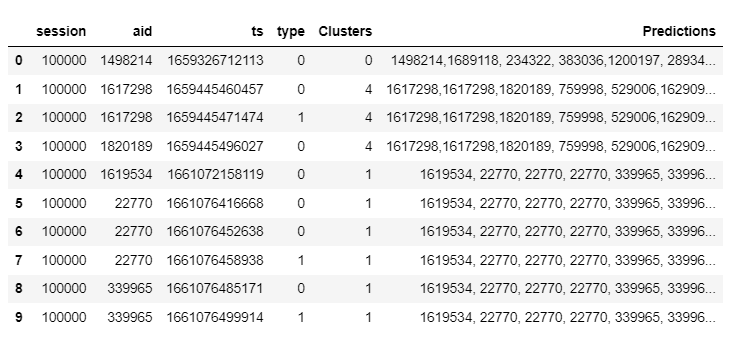 session aid ts type Clusters Predictions
0 100000 1498214 1659326712113 0 0 1498214,1689118, 234322, 383036,1200197, 28934...
1 100000 1617298 1659445460457 0 4 1617298,1617298,1820189, 759998, 529006,162909...
2 100000 1617298 1659445471474 1 4 1617298,1617298,1820189, 759998, 529006,162909...
3 100000 1820189 1659445496027 0 4 1617298,1617298,1820189, 759998, 529006,162909...
4 100000 1619534 1661072158119 0 1 1619534, 22770, 22770, 22770, 339965, 33996...
5 100000 22770 1661076416668 0 1 1619534, 22770, 22770, 22770, 339965, 33996...
6 100000 22770 1661076452638 0 1 1619534, 22770, 22770, 22770, 339965, 33996...
7 100000 22770 1661076458938 1 1 1619534, 22770, 22770, 22770, 339965, 33996...
8 100000 339965 1661076485171 0 1 1619534, 22770, 22770, 22770, 339965, 33996...
9 100000 339965 1661076499914 1 1 1619534, 22770, 22770, 22770, 339965, 33996...